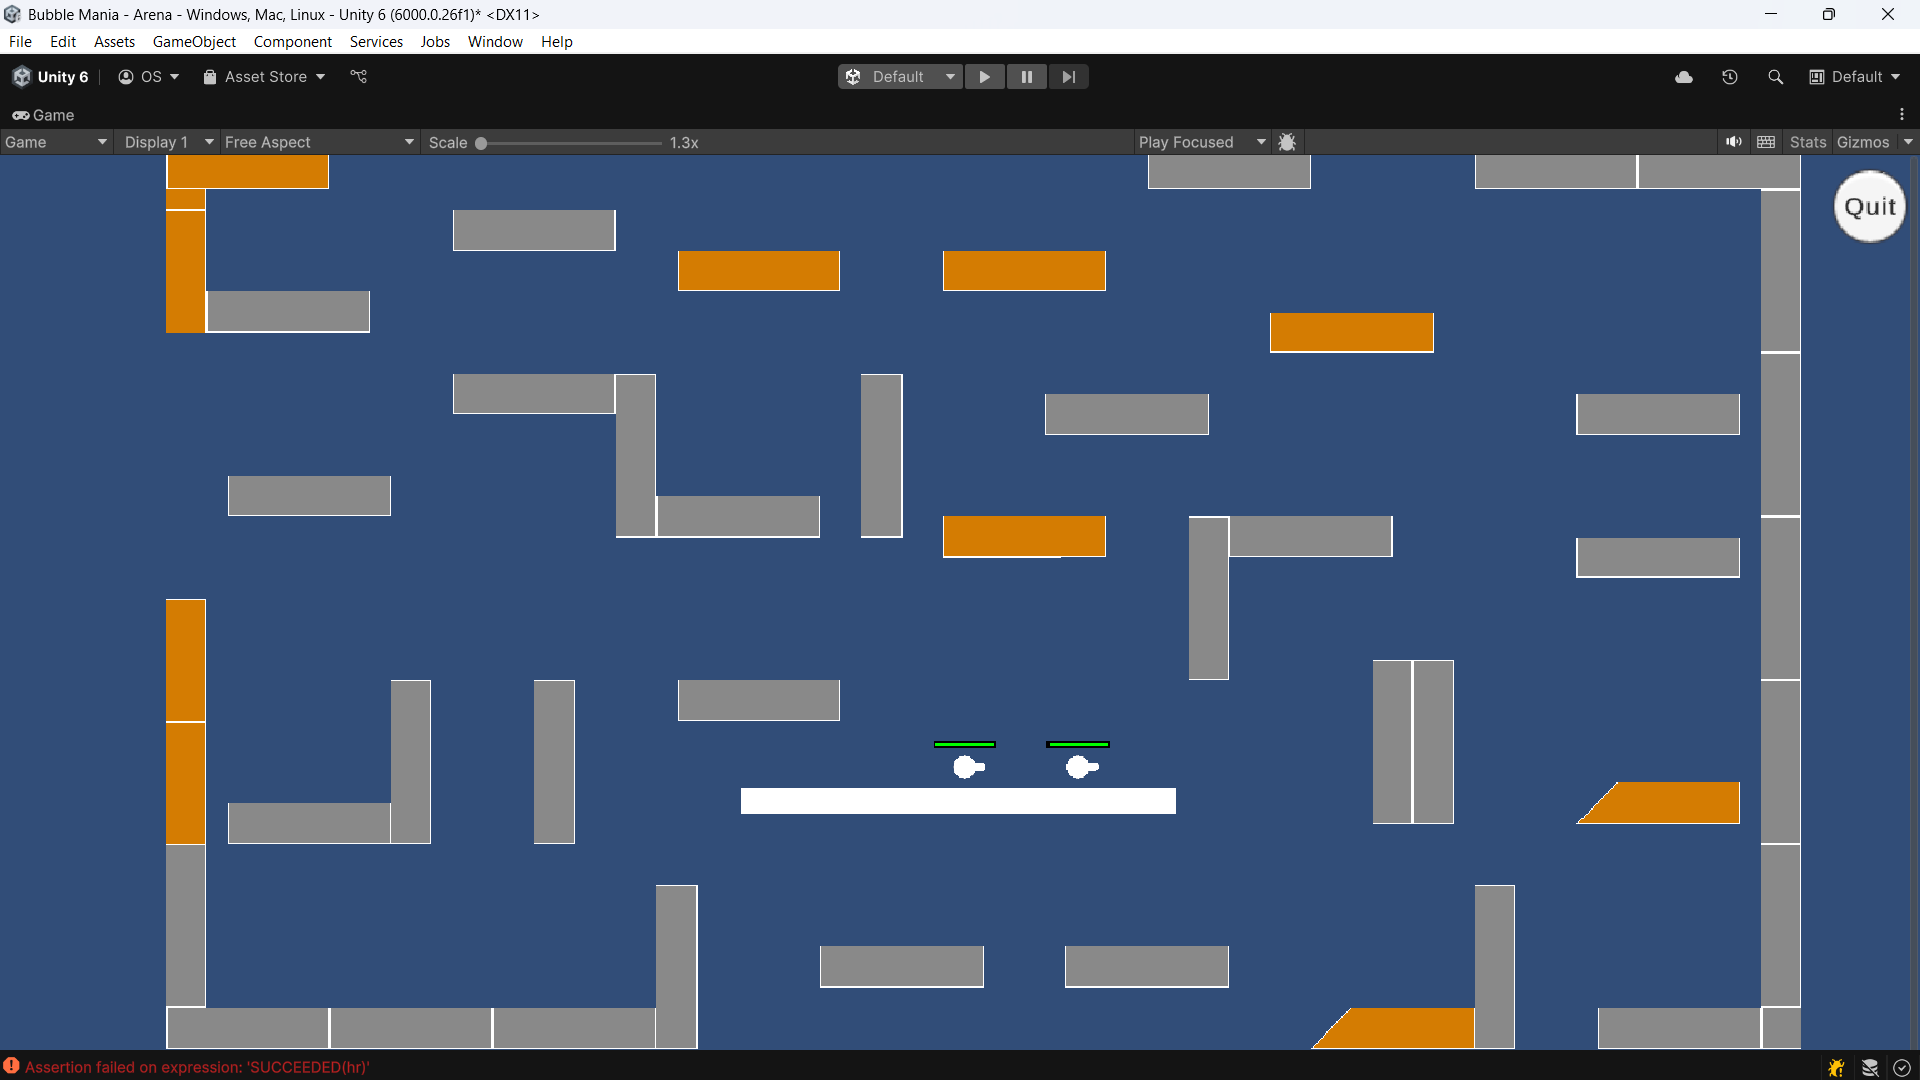 Bubble Mania - Arena - Windows, Mac, Linux - Unity 6 (6000.0.26f1)* <DX11>
File Edit Assets GameObject Component Services Jobs Window Help
Unity 6 OS Asset Store Default Default
Game
Game Display 1 Free Aspect Scale 1.3x Play Focused Stats Gizmos
Quit
Assertion failed on expression: 'SUCCEEDED(hr)'